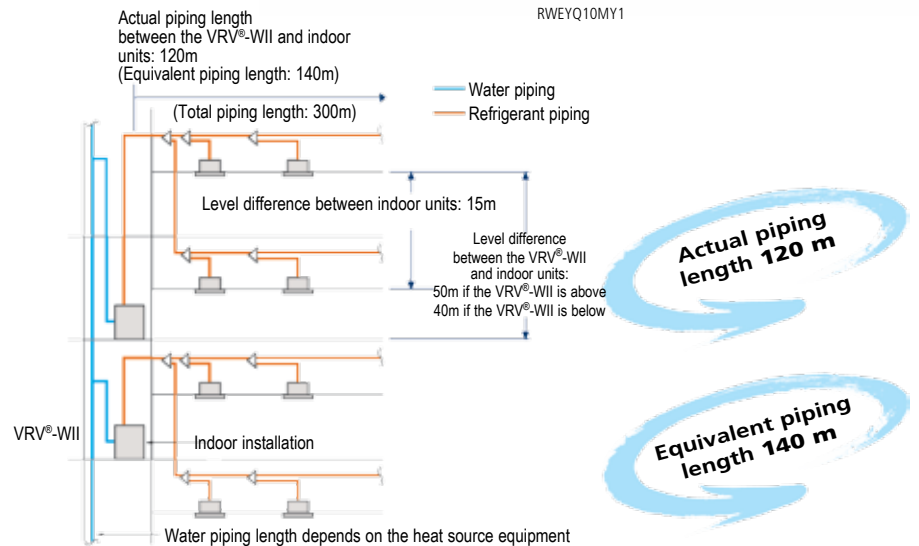 RWEYQ10MY1
Actual piping length
between the VRV®-WII and indoor
units: 120m
(Equivalent piping length: 140m)
(Total piping length: 300m)
Water piping
Refrigerant piping
Level difference between indoor units: 15m
Level difference
between the VRV®-WII
and indoor units:
50m if the VRV®-WII is above
40m if the VRV®-WII is below
Actual piping
length 120 m
VRV®-WII
Indoor installation
Equivalent piping
length 140 m
Water piping length depends on the heat source equipment